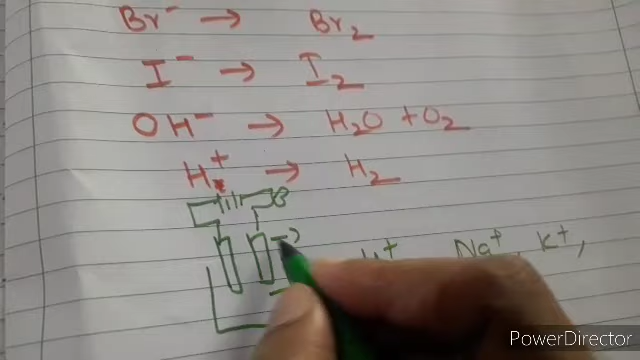 Br⁻ → Br₂
I⁻ → I₂
OH⁻ → H₂O + O₂
H⁺ → H₂
Na⁺, K⁺,
PowerDirector